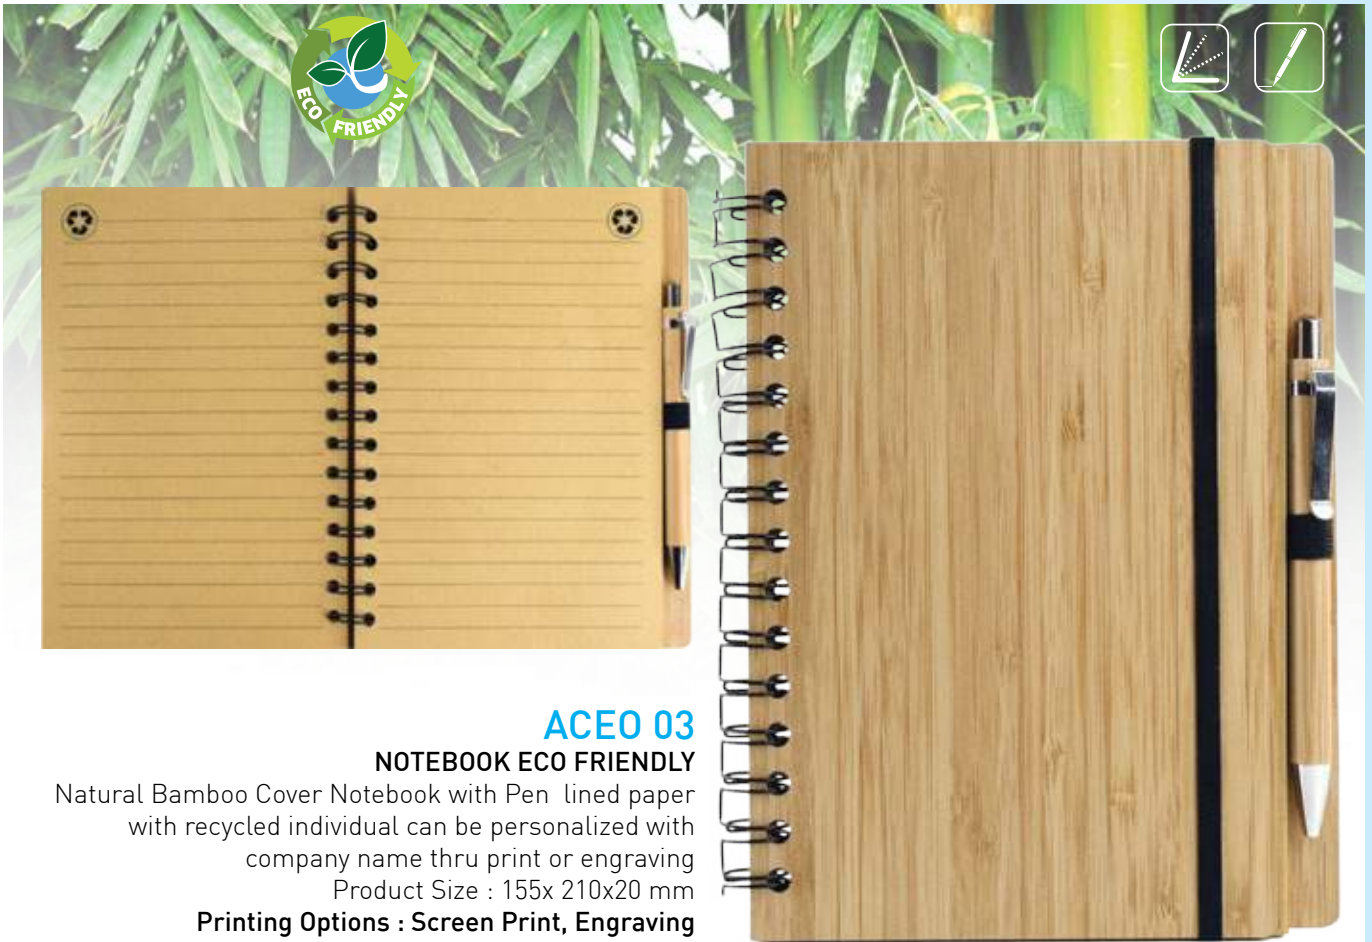 ECO FRIENDLY
ACEO 03
NOTEBOOK ECO FRIENDLY
Natural Bamboo Cover Notebook with Pen  lined paper
with recycled individual can be personalized with
company name thru print or engraving
Product Size : 155x 210x20 mm
Printing Options : Screen Print, Engraving